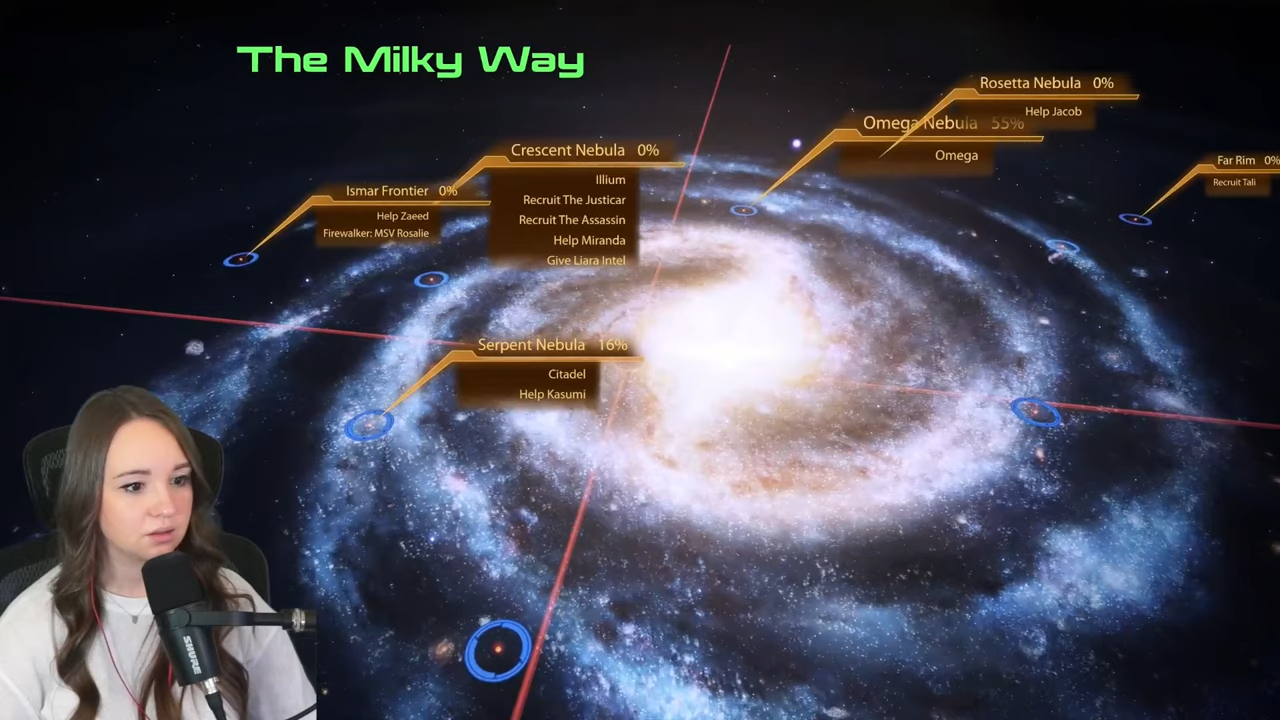 The Milky Way
Rosetta Nebula 0%
Help Jacob
Omega Nebula 55%
Omega
Crescent Nebula 0%
Illium
Recruit The Justicar
Recruit The Assassin
Help Miranda
Give Liara Intel
Far Rim 0%
Recruit Tali
Ismar Frontier 0%
Help Zaeed
Firewalker: MSV Rosalie
Serpent Nebula 16%
Citadel
Help Kasumi
SHURE